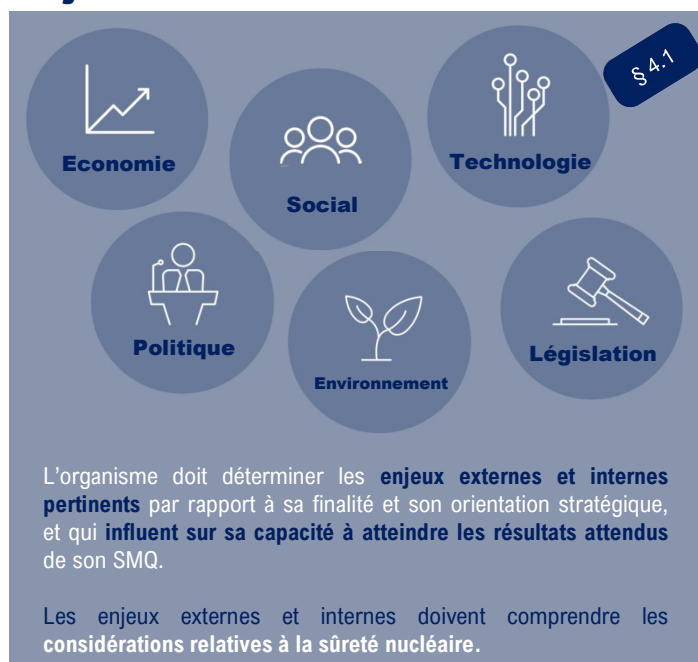 § 4.1
Economie
Social
Technologie
Politique
Environnement
Législation
L’organisme doit déterminer les enjeux externes et internes
pertinents par rapport à sa finalité et son orientation stratégique,
et qui influent sur sa capacité à atteindre les résultats attendus
de son SMQ.
Les enjeux externes et internes doivent comprendre les
considérations relatives à la sûreté nucléaire.